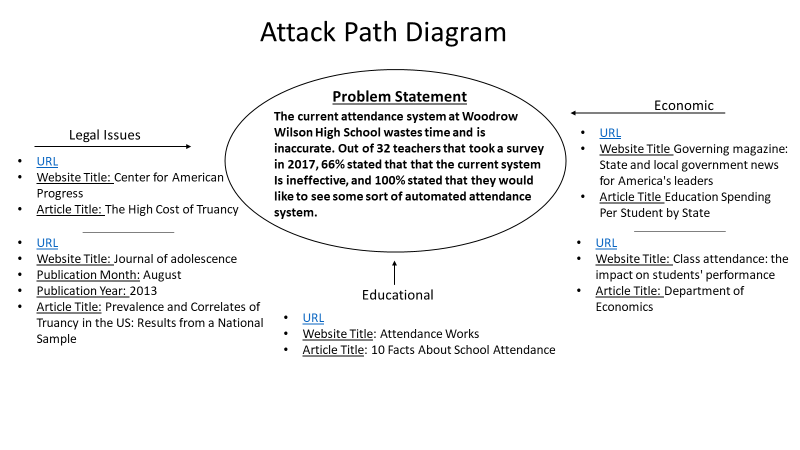 Attack Path Diagram
Problem Statement
The current attendance system at Woodrow
Wilson High School wastes time and is
inaccurate. Out of 32 teachers that took a survey
in 2017, 66% stated that that the current system
Is ineffective, and 100% stated that they would
like to see some sort of automated attendance
system.
Legal Issues
• URL
• Website Title: Center for American
Progress
• Article Title: The High Cost of Truancy
• URL
• Website Title: Journal of adolescence
• Publication Month: August
• Publication Year: 2013
• Article Title: Prevalence and Correlates of
Truancy in the US: Results from a National
Sample
Educational
• URL
• Website Title: Attendance Works
• Article Title: 10 Facts About School Attendance
Economic
• URL
• Website Title Governing magazine:
State and local government news
for America's leaders
• Article Title Education Spending
Per Student by State
• URL
• Website Title: Class attendance: the
impact on students' performance
• Article Title: Department of
Economics